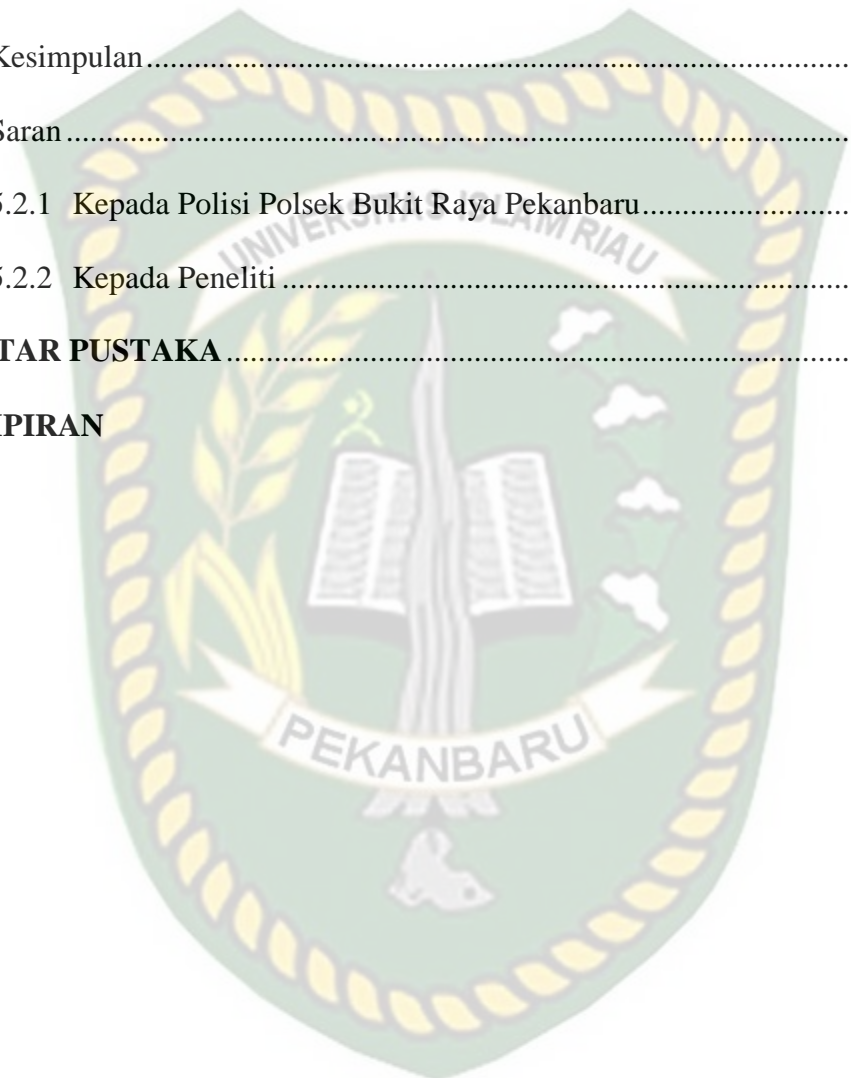 Kesimpulan................................................................................
Saran................................................................................
5.2.1 Kepada Polisi Polsek Bukit Raya Pekanbaru..........................
UNIVERSITAS ISLAM RIAU
5.2.2 Kepada Peneliti................................................................
TAR PUSTAKA................................................................................
PIRAN
PEKANBARU